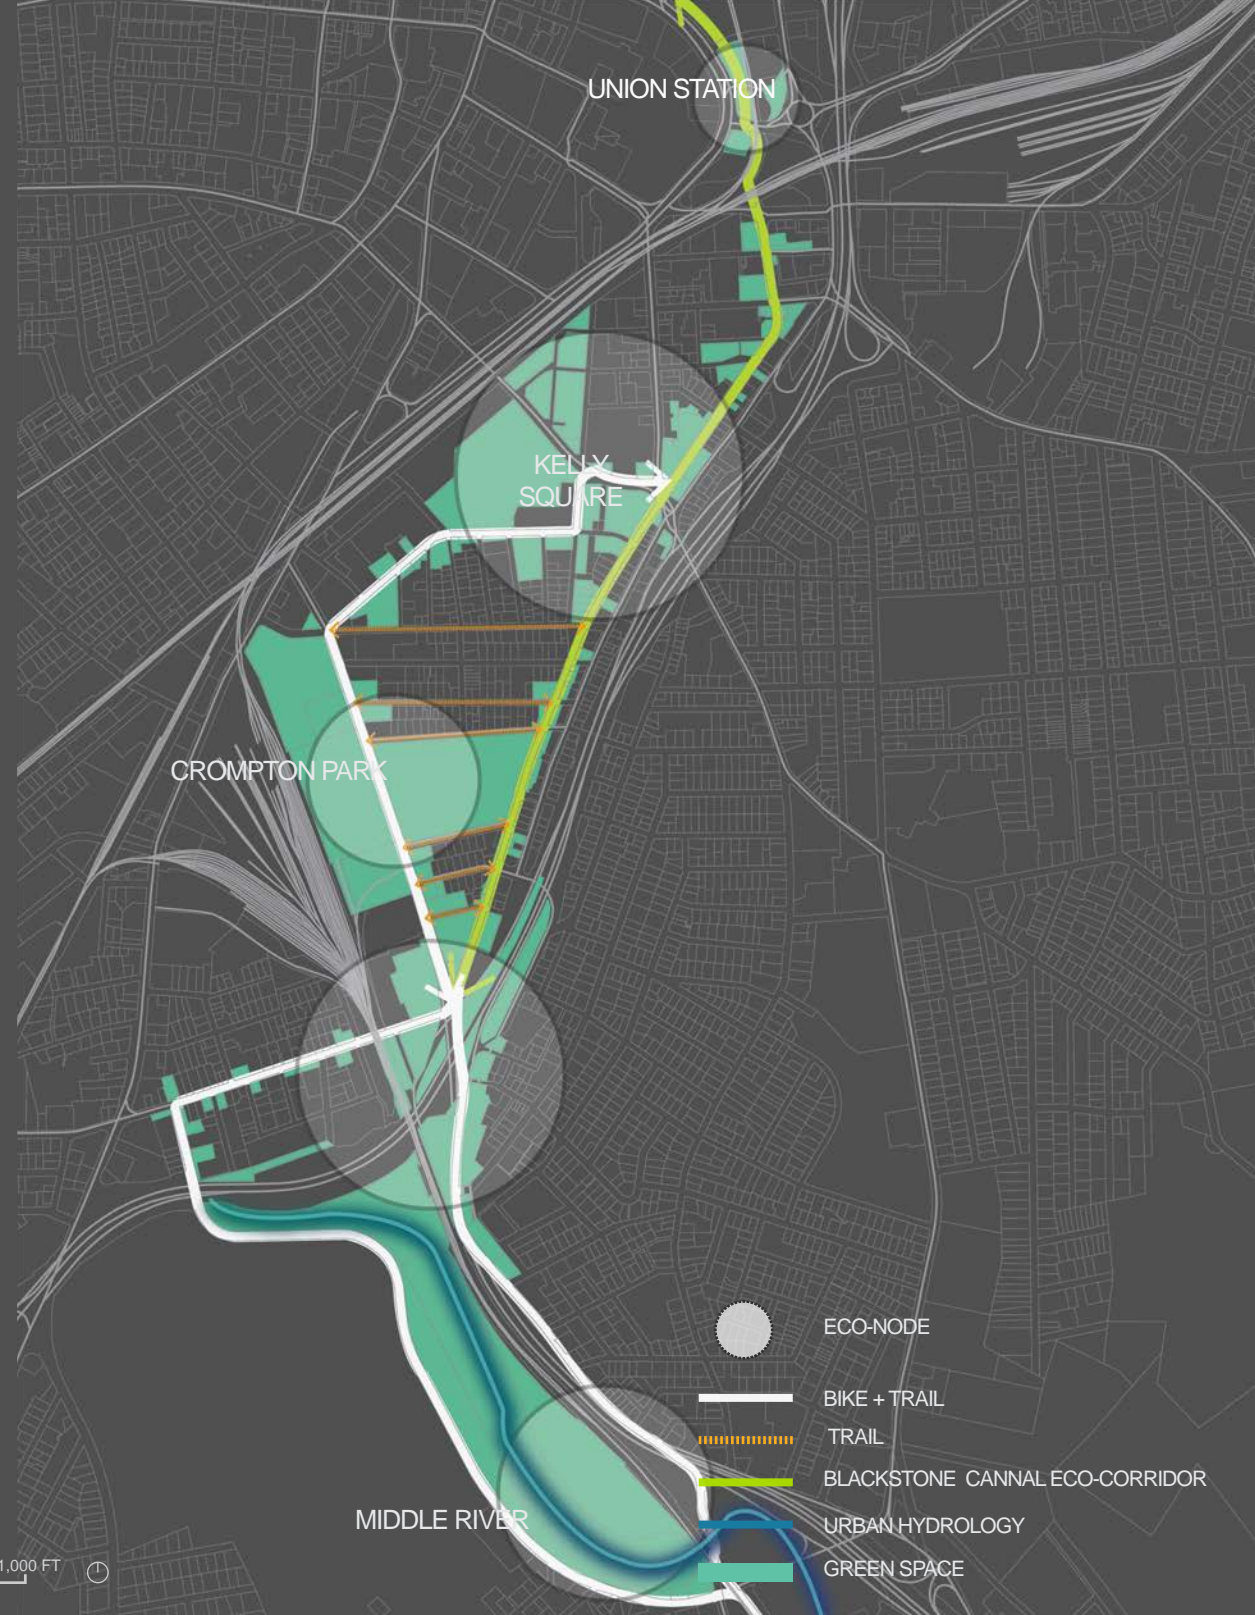 UNION STATION
KELLY
SQUARE
CROMPTON PARK
MIDDLE RIVER
ECO-NODE
BIKE + TRAIL
TRAIL
BLACKSTONE CANNAL ECO-CORRIDOR
URBAN HYDROLOGY
GREEN SPACE
1,000 FT